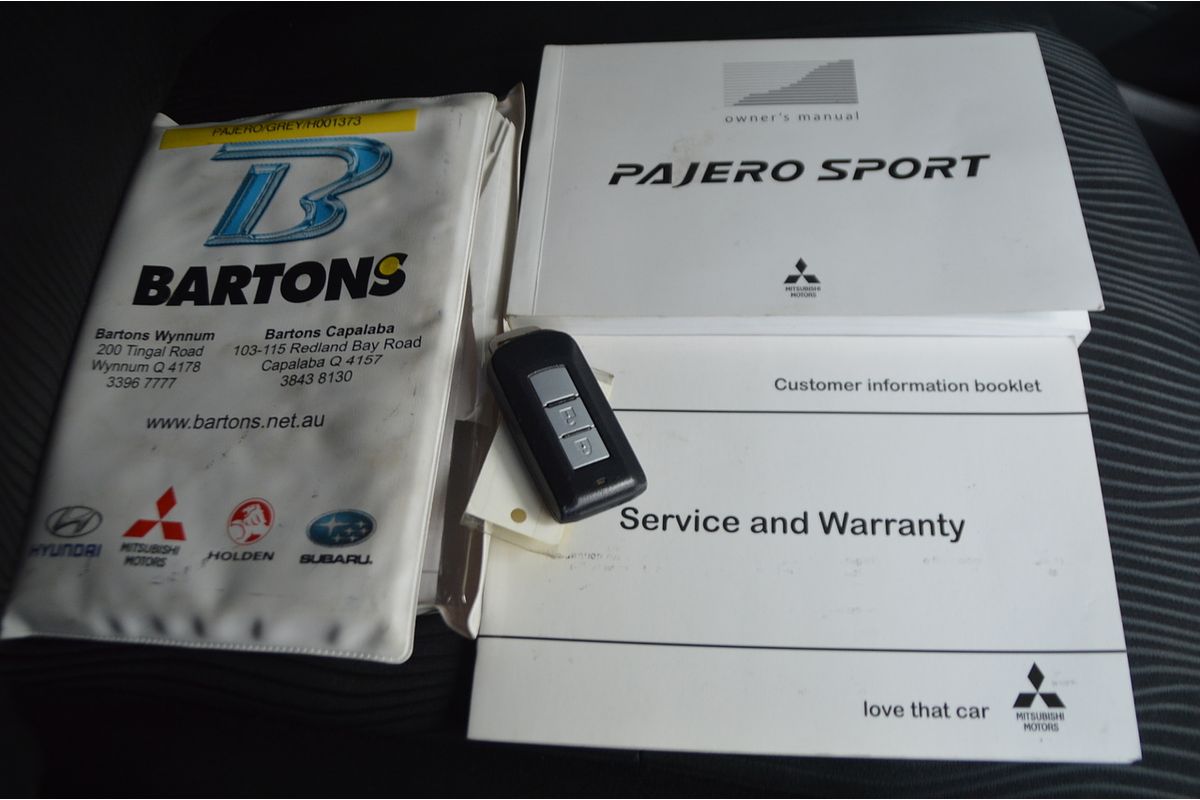 PAJERO/GREY/H001373
B
BARTONS
Bartons Wynnum
200 Tingal Road
Wynnum Q 4178
3396 7777
Bartons Capalaba
103-115 Redland Bay Road
Capalaba Q 4157
3843 8130
www.bartons.net.au
HYUNDAI
MITSUBISHI
MOTORS
HOLDEN
SUBARU.
owner's manual
PAJERO SPORT
MITSUBISHI
MOTORS
Customer information booklet
Service and Warranty
love that car
MITSUBISHI
MOTORS